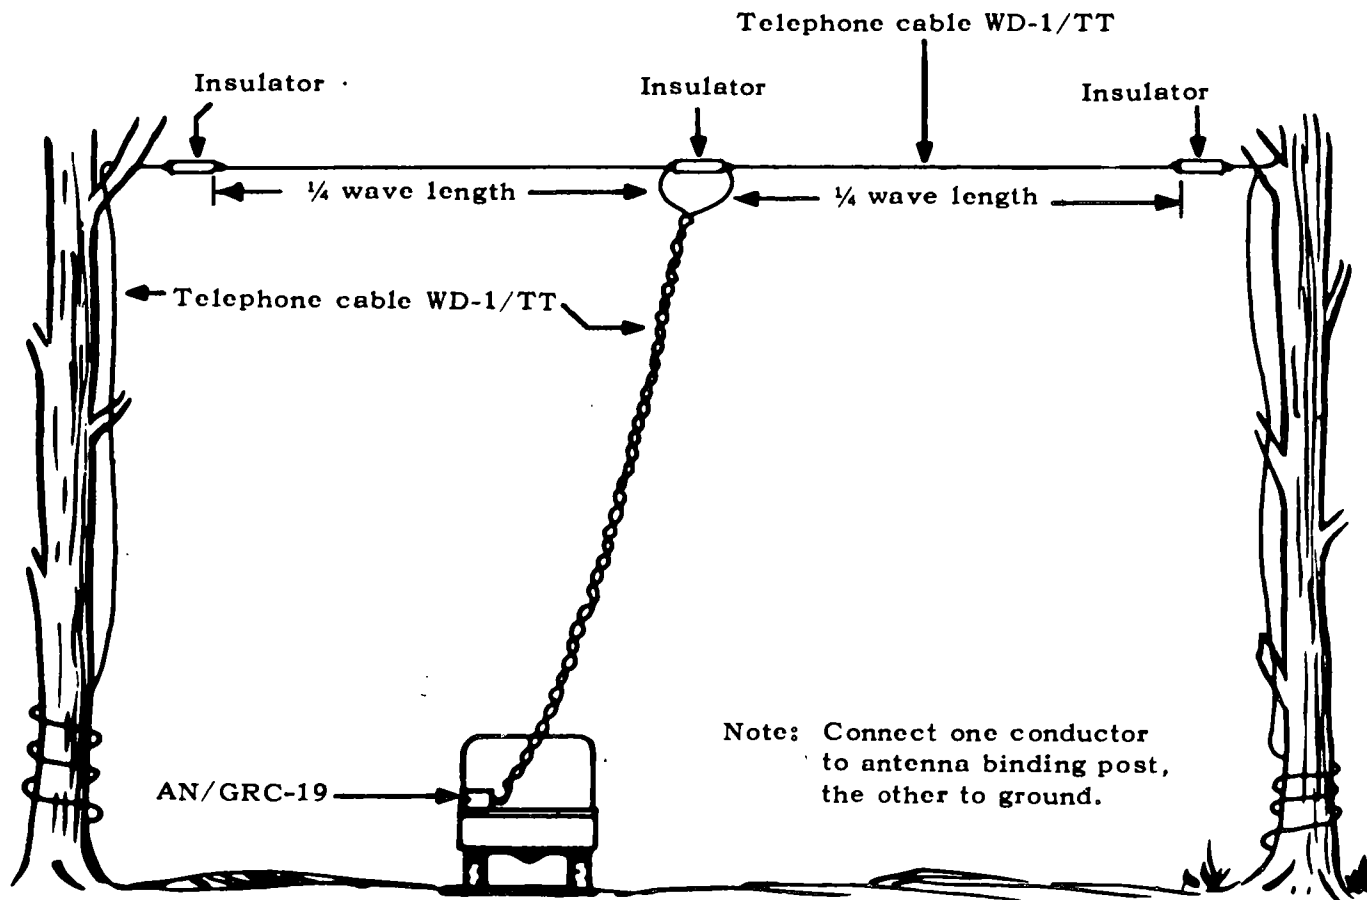 Telephone cable WD-1/TT
Insulator
Insulator
Insulator
¼ wave length
¼ wave length
Telephone cable WD-1/TT
Note: Connect one conductor
to antenna binding post,
the other to ground.
AN/GRC-19